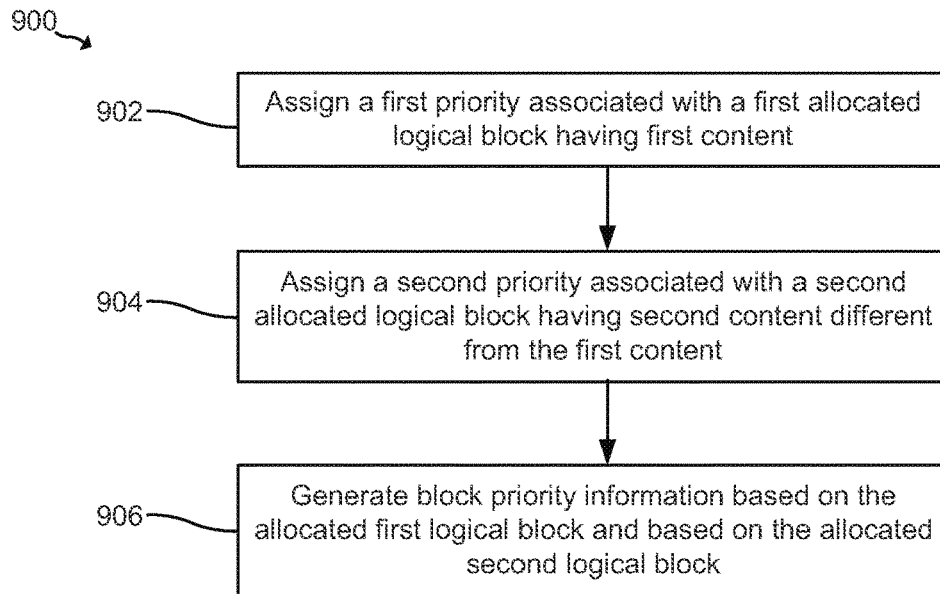 900
902
Assign a first priority associated with a first allocated
logical block having first content
904
Assign a second priority associated with a second
allocated logical block having second content different
from the first content
906
Generate block priority information based on the
allocated first logical block and based on the allocated
second logical block